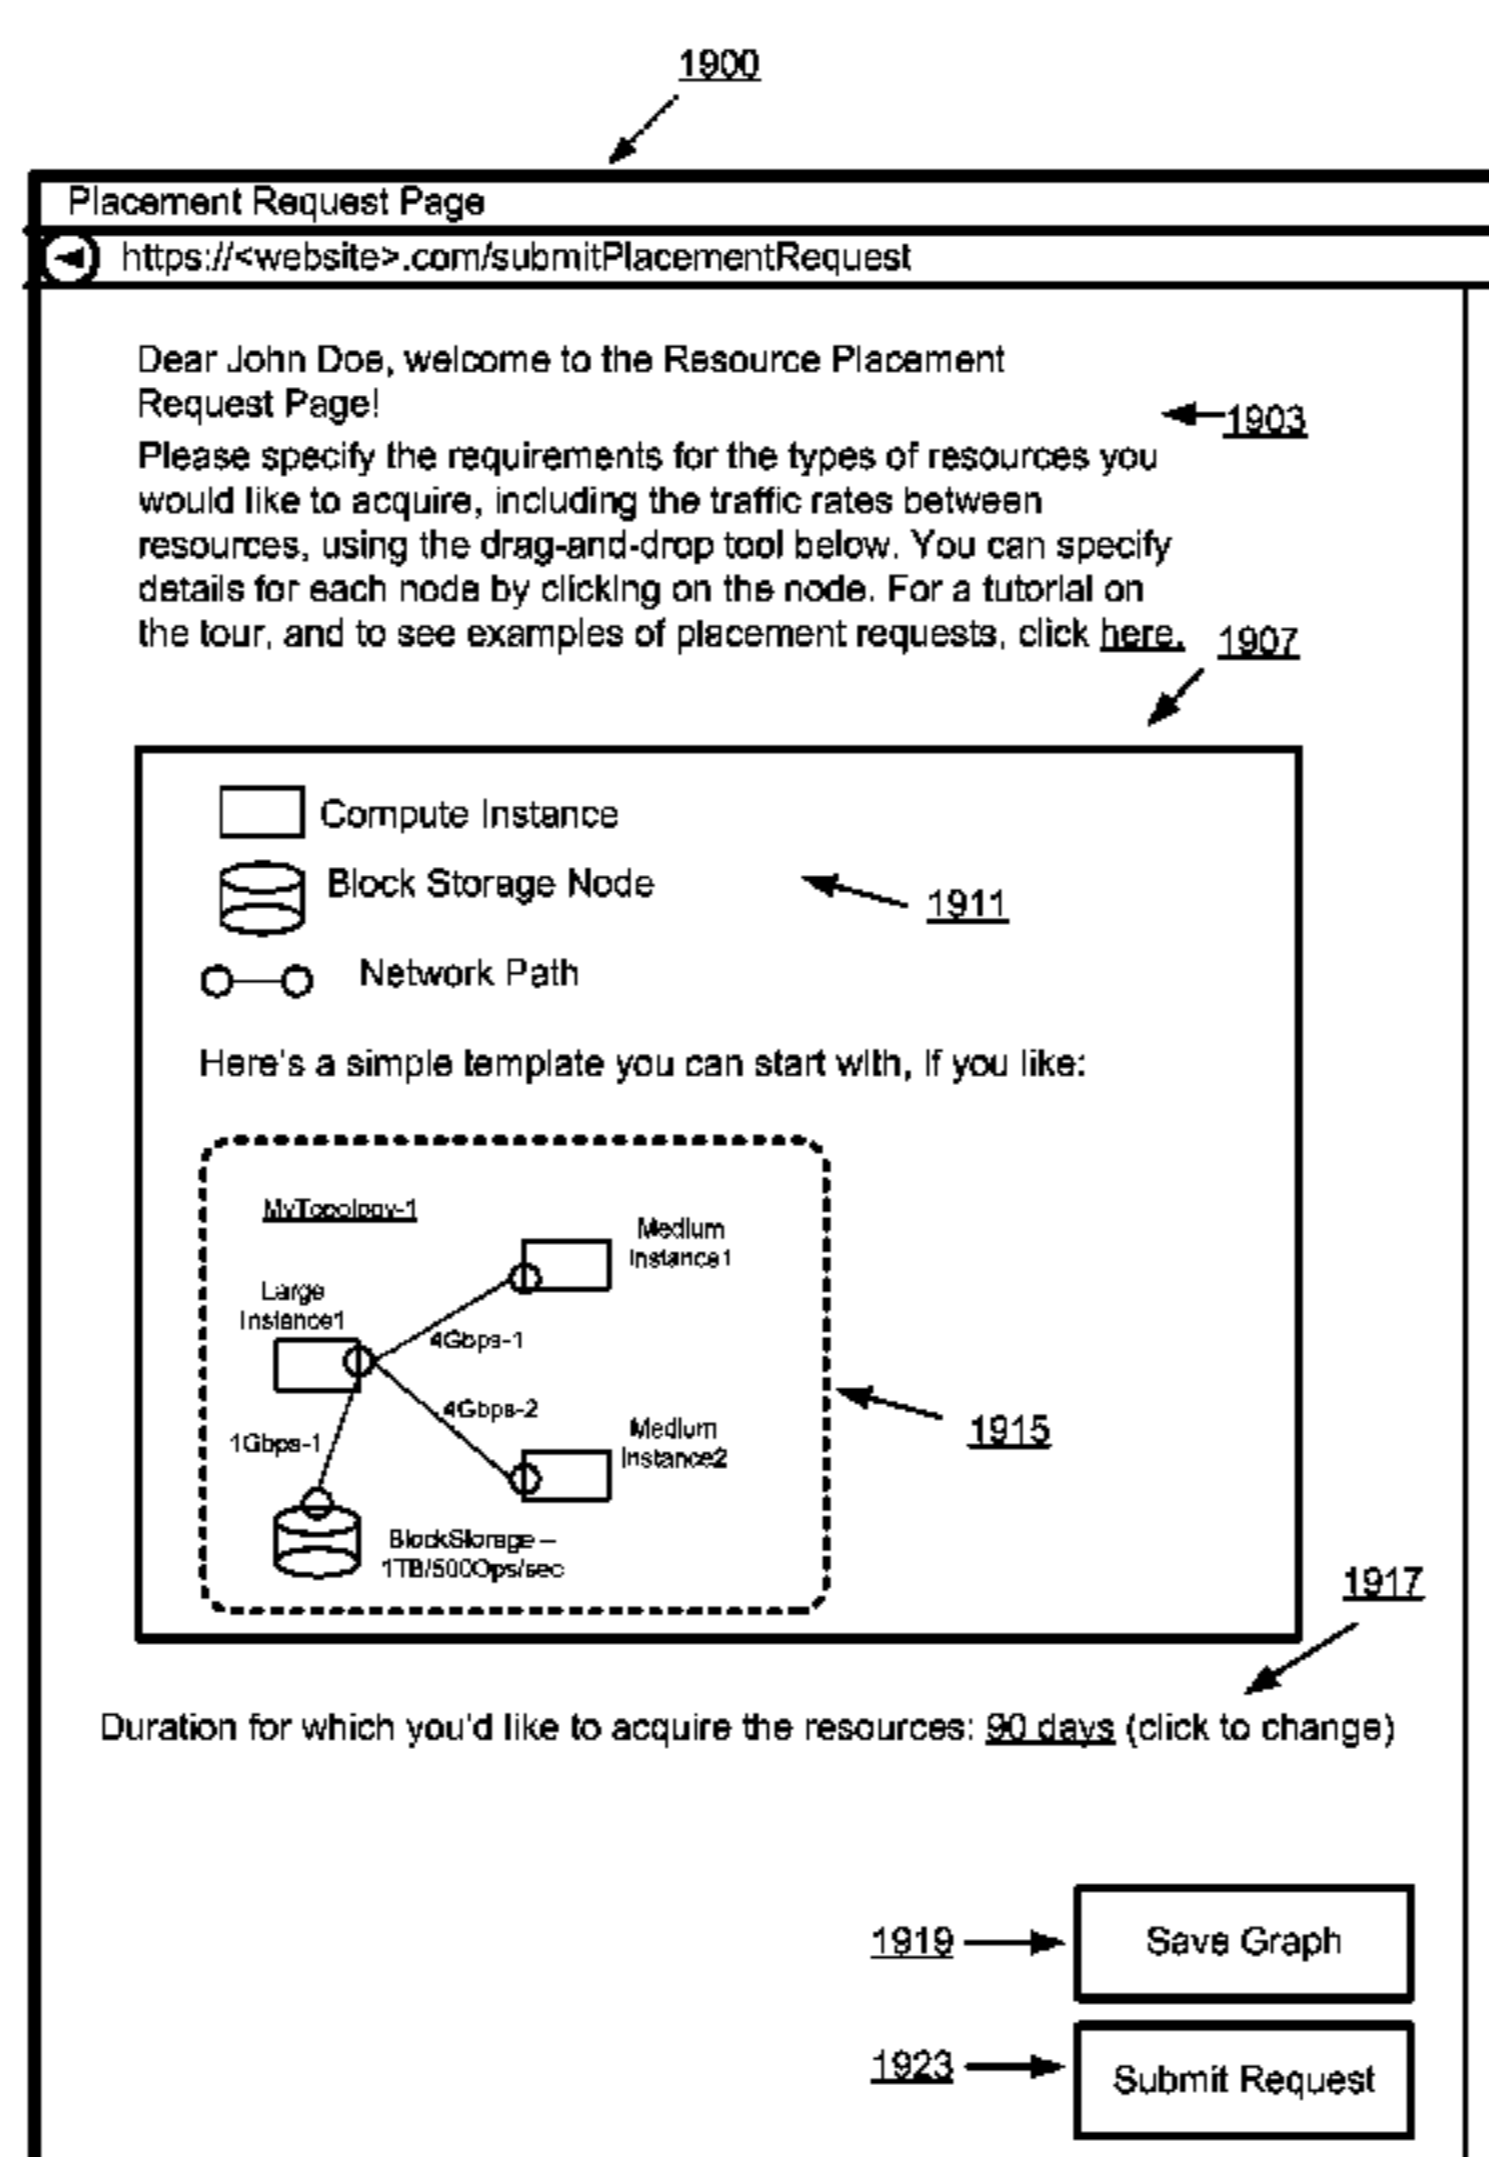 1900
Placement Request Page
https://<website>.com/submitPlacementRequest
Dear John Doe, welcome to the Resource Placement
Request Page!
1903
Please specify the requirements for the types of resources you
would like to acquire, including the traffic rates between
resources, using the drag-and-drop tool below. You can specify
details for each node by clicking on the node. For a tutorial on
the tour, and to see examples of placement requests, click here.
1907
Compute Instance
Block Storage Node
1911
Network Path
Here's a simple template you can start with, if you like:
MyTopology-1
Medium
Instance1
Large
Instance1
4Gbps-1
4Gbps-2
1Gbps-1
Medium
Instance2
1915
BlockStorage –
1TB/500Ops/sec
1917
Duration for which you'd like to acquire the resources: 90 days (click to change)
1919
Save Graph
1923
Submit Request